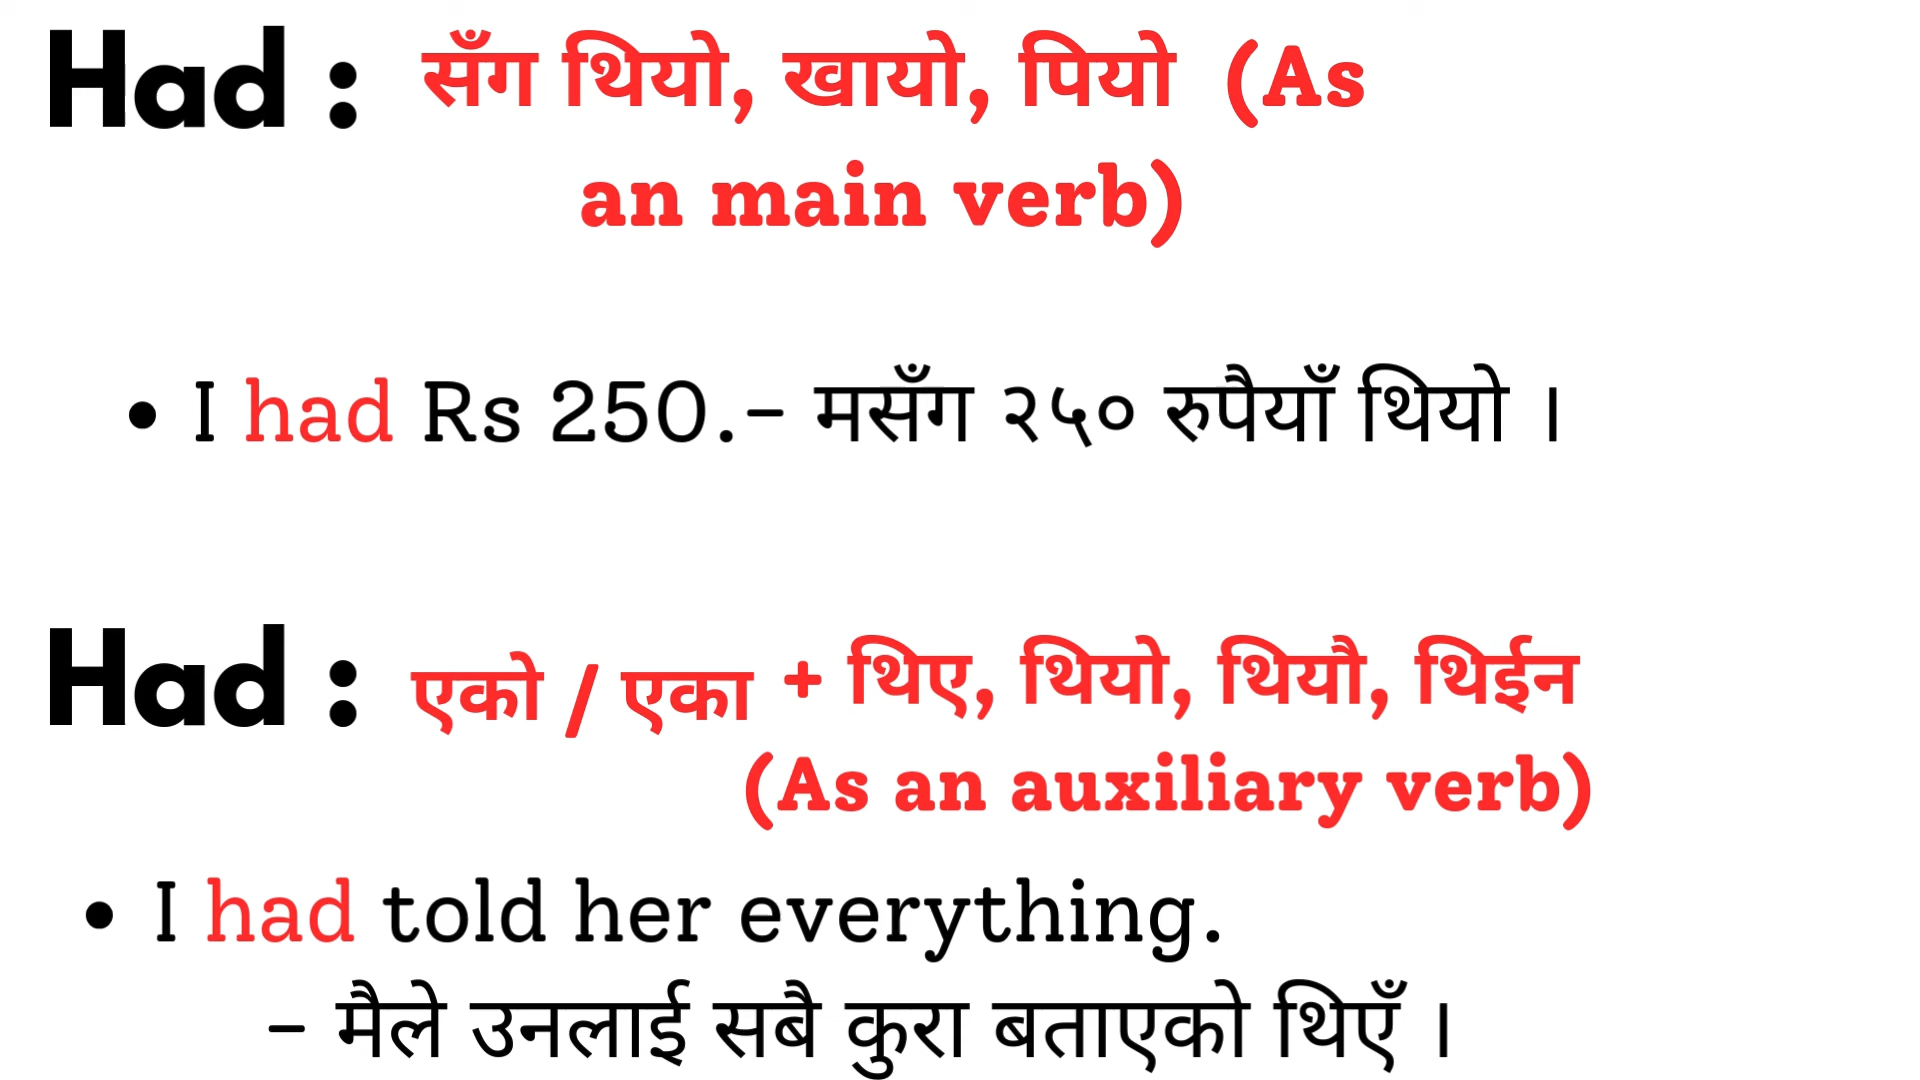 Had : सँग थियो, खायो, पियो (As
an main verb)
• I had Rs 250.– मसँग २५० रुपैयाँ थियो ।
Had : एको / एका + थिए, थियो, थियौ, थिईन
(As an auxiliary verb)
• I had told her everything.
– मैले उनलाई सबै कुरा बताएको थिएँ ।